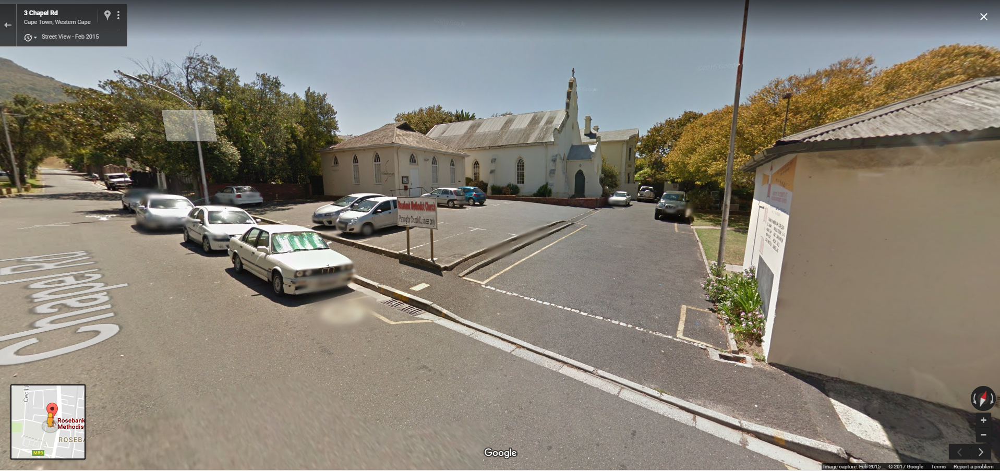 3 Chapel Rd
Cape Town, Western Cape
Street View - Feb 2015
Rosebank Methodist Church
Parking for Church Business only
Chapel Rd
Cecil
Rosebank
Methodis
ROSEBA
M89
Google
Image capture: Feb 2015 © 2017 Google Terms Report a problem